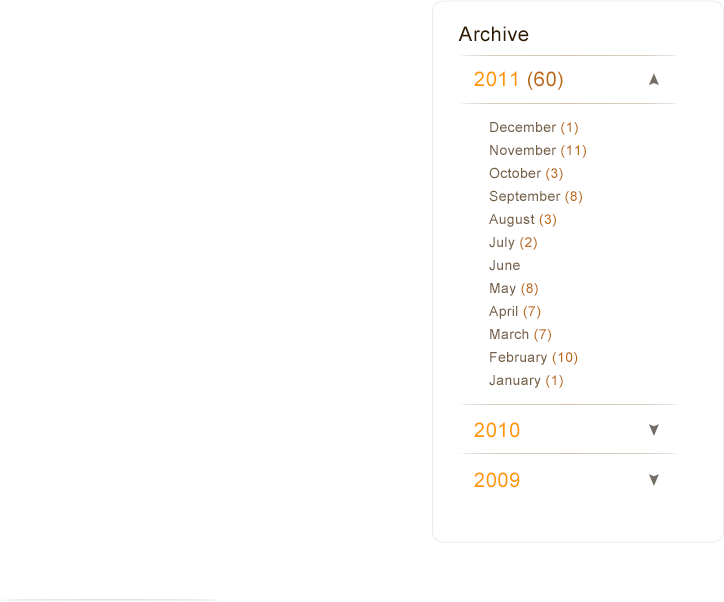 Archive
2011 (60)
December (1)
November (11)
October (3)
September (8)
August (3)
July (2)
June
May (8)
April (7)
March (7)
February (10)
January (1)
2010
2009